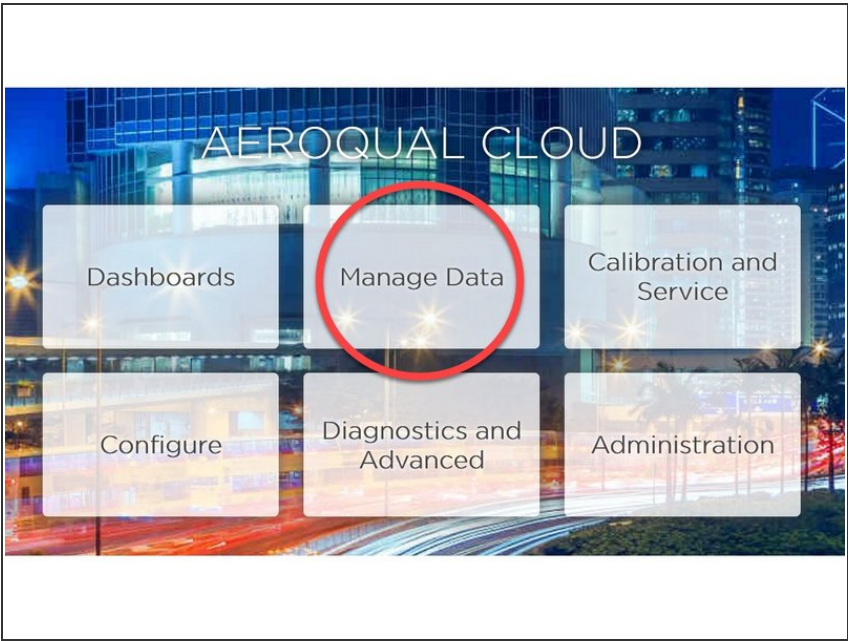 AEROQUAL CLOUD
Dashboards
Manage Data
Calibration and
Service
Configure
Diagnostics and
Advanced
Administration